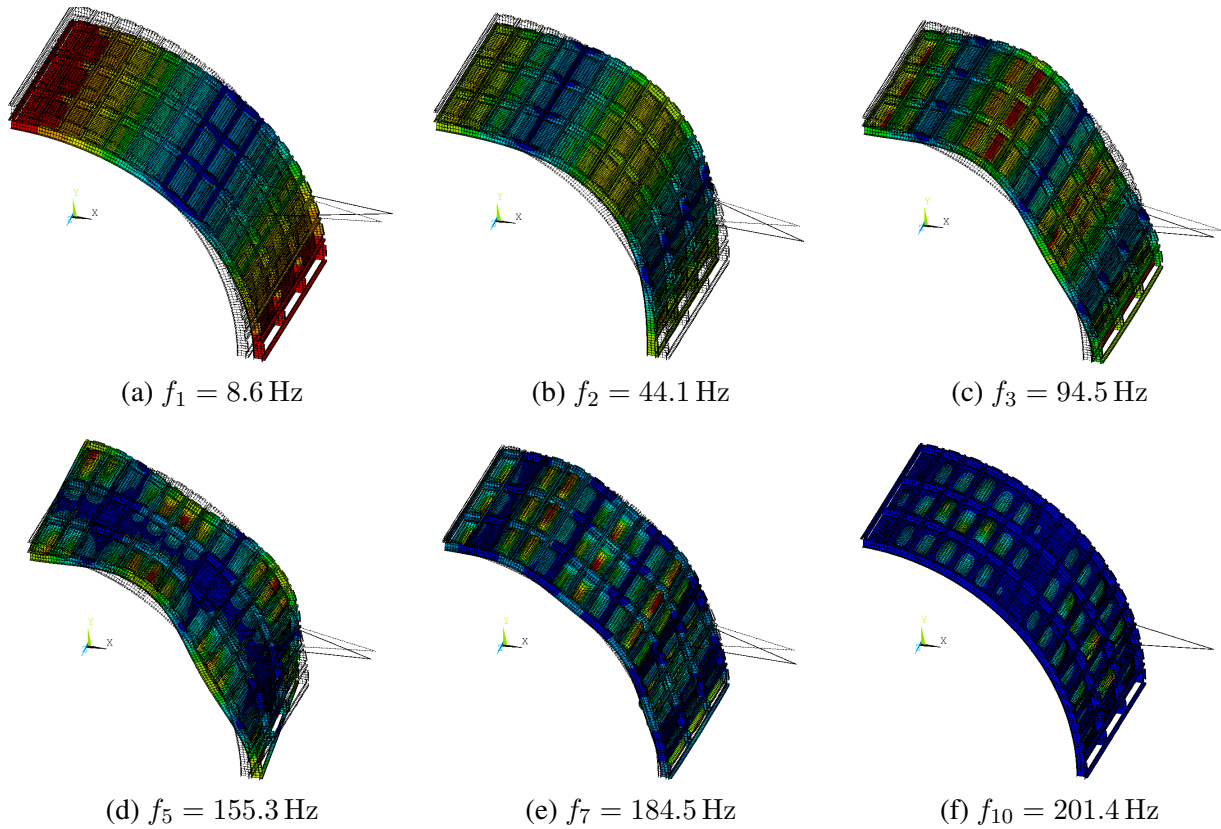 Y
X
Y
X
Y
X
(a) f₁ = 8.6 Hz
(b) f₂ = 44.1 Hz
(c) f₃ = 94.5 Hz
Y
X
Y
X
Y
X
(d) f₅ = 155.3 Hz
(e) f₇ = 184.5 Hz
(f) f₁₀ = 201.4 Hz